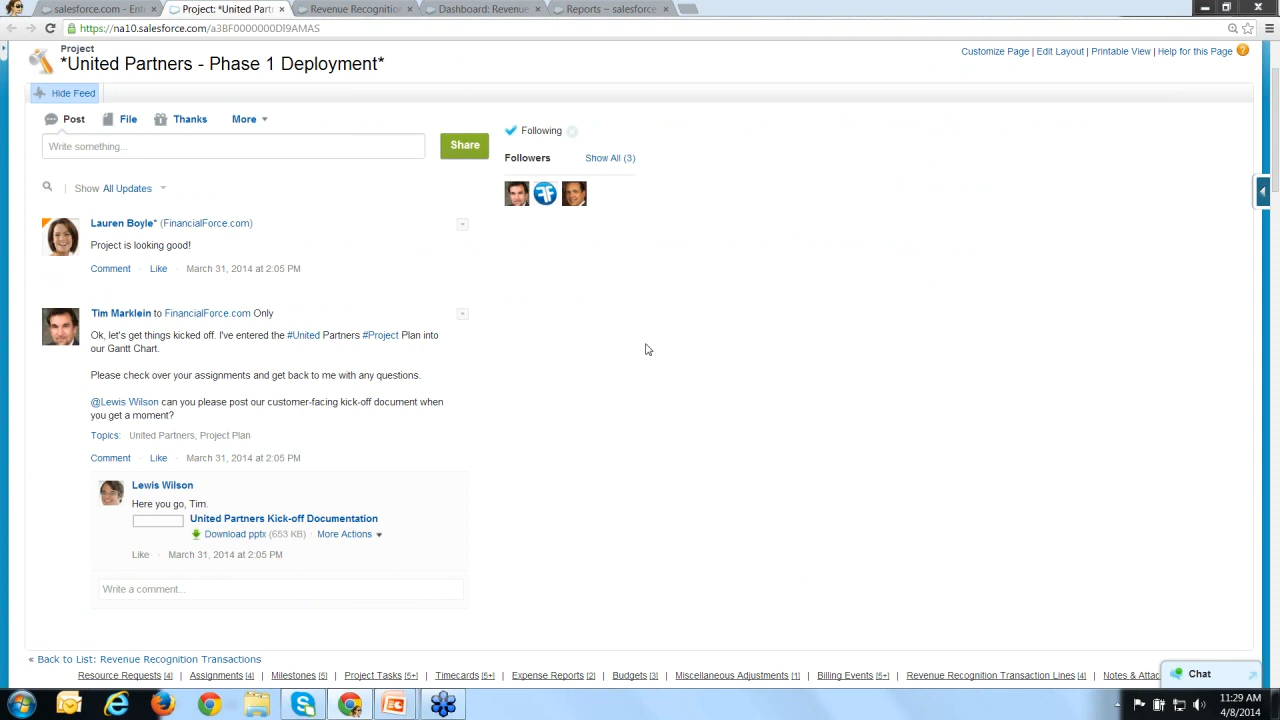 salesforce.com - Ent
Project: *United Part
Revenue Recognition
Dashboard: Revenue
Reports ~ salesforce
https://na10.salesforce.com/a3BF0000000DI9AMAS
Project
*United Partners - Phase 1 Deployment*
Customize Page | Edit Layout | Printable View | Help for this Page
Hide Feed
Post File Thanks More
Write something...
Share
Following
Followers Show All (3)
Show All Updates
Lauren Boyle* (FinancialForce.com)
Project is looking good!
Comment · Like · March 31, 2014 at 2:05 PM
Tim Marklein to FinancialForce.com Only
Ok, let's get things kicked off. I've entered the #United Partners #Project Plan into
our Gantt Chart.
Please check over your assignments and get back to me with any questions.
@Lewis Wilson can you please post our customer-facing kick-off document when
you get a moment?
Topics: United Partners, Project Plan
Comment · Like · March 31, 2014 at 2:05 PM
Lewis Wilson
Here you go, Tim.
United Partners Kick-off Documentation
Download pptx (653 KB) · More Actions
Like · March 31, 2014 at 2:05 PM
Write a comment...
« Back to List: Revenue Recognition Transactions
Resource Requests [4] | Assignments [4] | Milestones [5] | Project Tasks [5+] | Timecards [5+] | Expense Reports [2] | Budgets [3] | Miscellaneous Adjustments [1] | Billing Events [5+] | Revenue Recognition Transaction Lines [4] | Notes & Attac
Chat
11:29 AM
4/8/2014